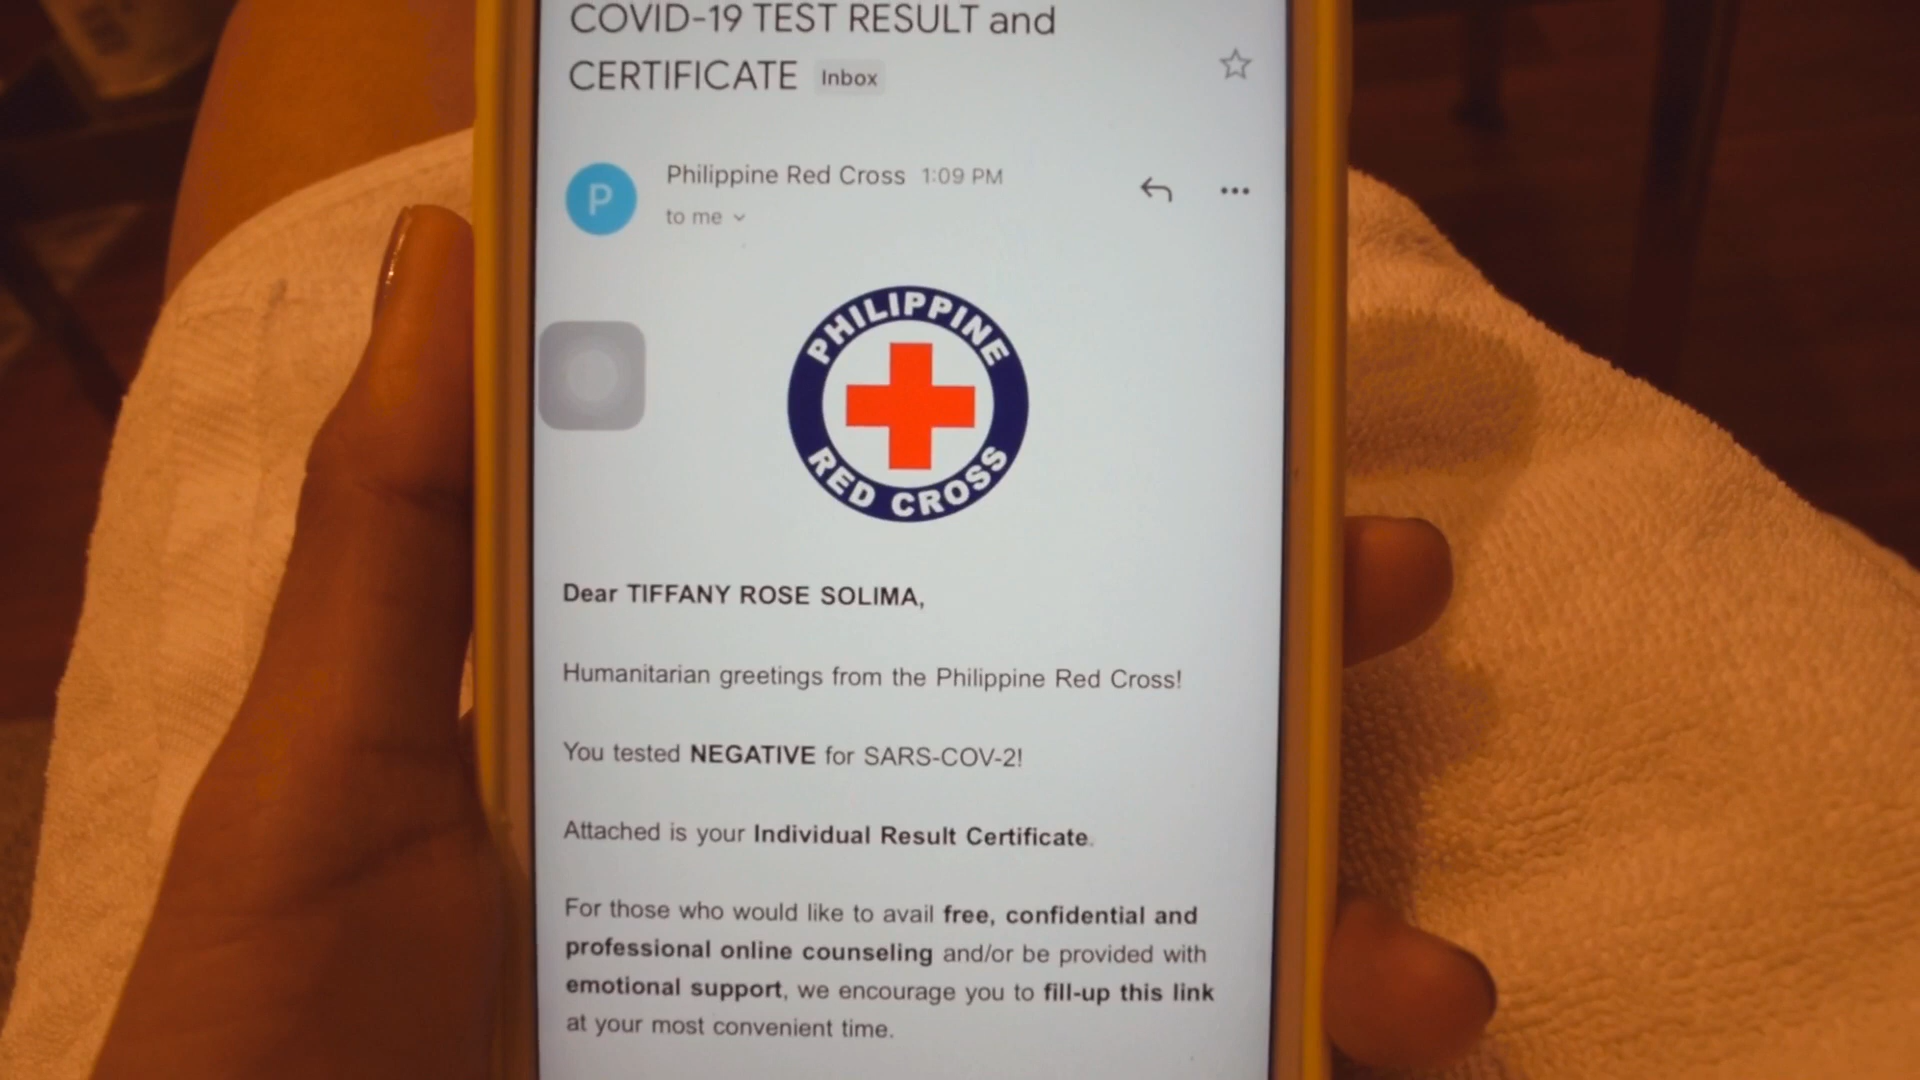 COVID-19 TEST RESULT and
CERTIFICATE Inbox
P
Philippine Red Cross 1:09 PM
to me
PHILIPPINE
RED CROSS
Dear TIFFANY ROSE SOLIMA,
Humanitarian greetings from the Philippine Red Cross!
You tested NEGATIVE for SARS-COV-2!
Attached is your Individual Result Certificate.
For those who would like to avail free, confidential and
professional online counseling and/or be provided with
emotional support, we encourage you to fill-up this link
at your most convenient time.